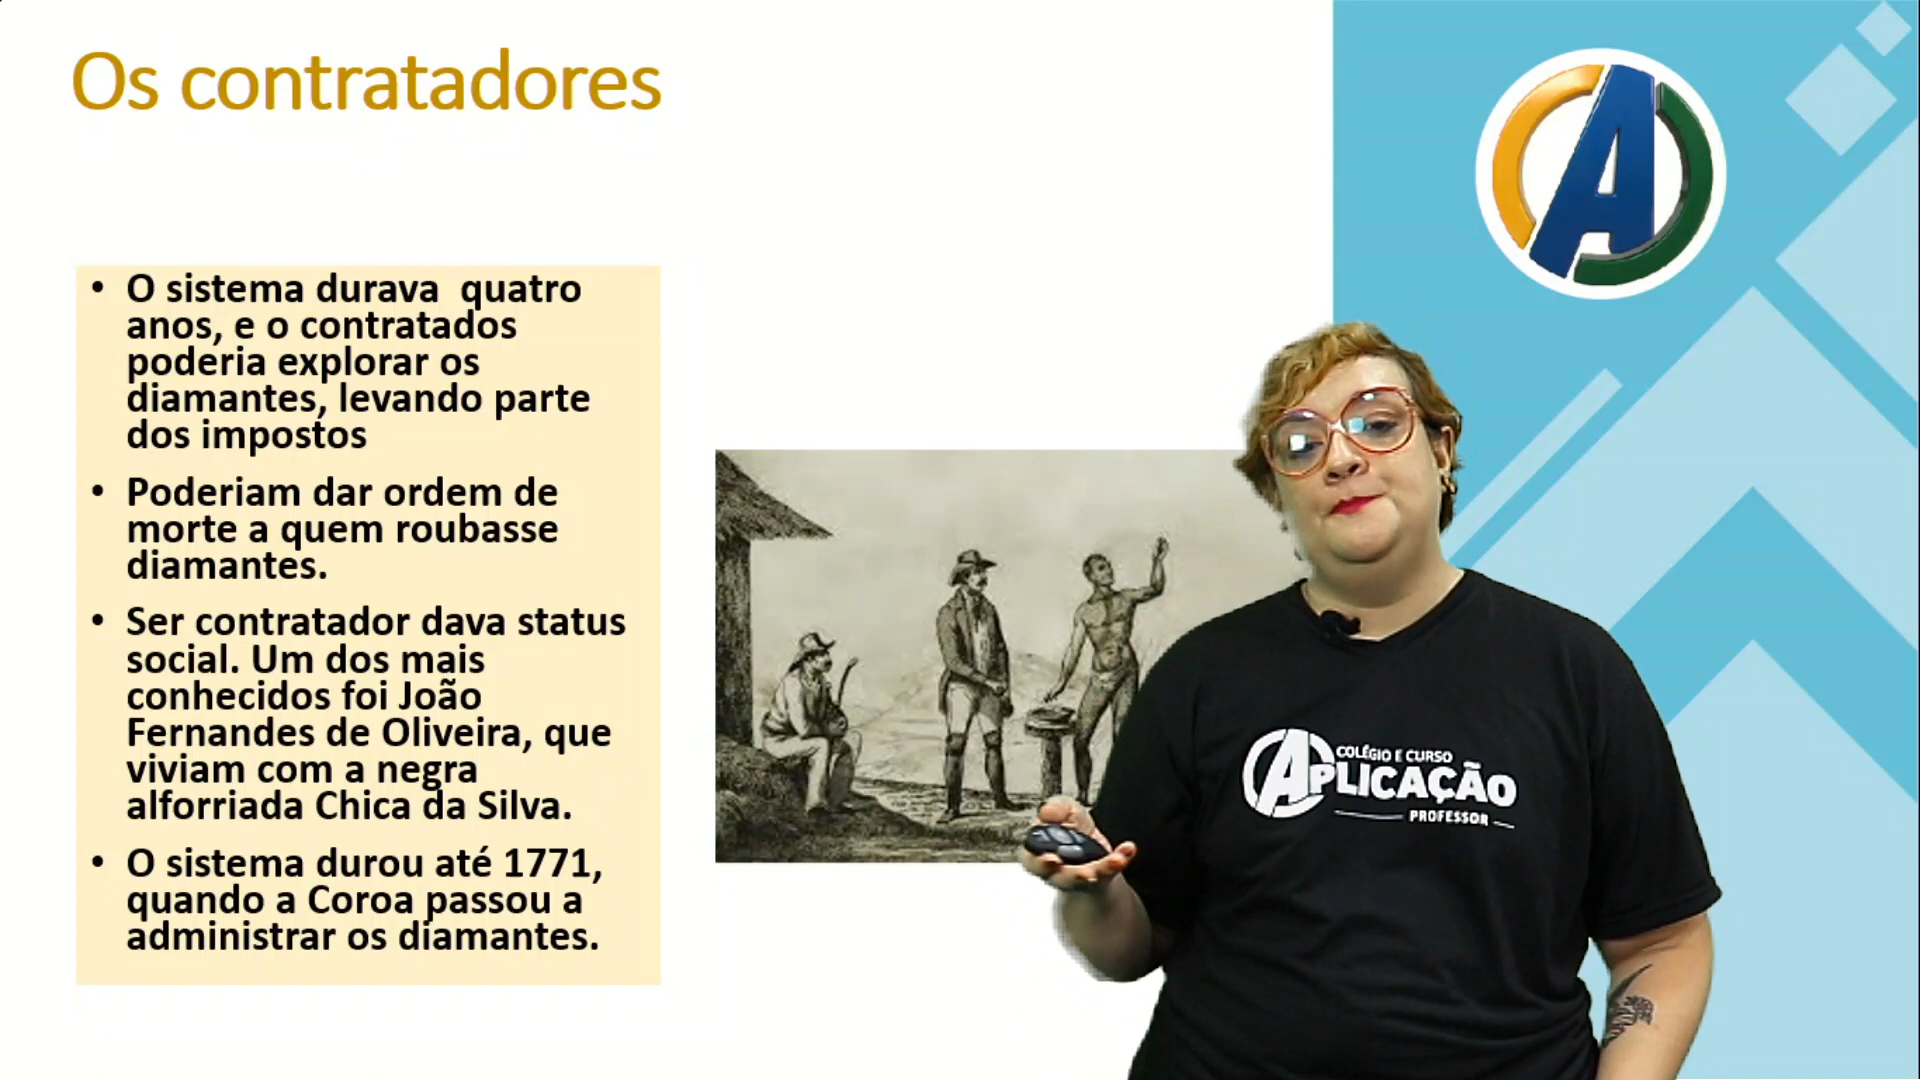 Os contratadores
• O sistema durava  quatro
anos, e o contratados
poderia explorar os
diamantes, levando parte
dos impostos
• Poderiam dar ordem de
morte a quem roubasse
diamantes.
• Ser contratador dava status
social. Um dos mais
conhecidos foi João
Fernandes de Oliveira, que
viviam com a negra
alforriada Chica da Silva.
• O sistema durou até 1771,
quando a Coroa passou a
administrar os diamantes.
A
COLÉGIO E CURSO
APLICAÇÃO
PROFESSOR